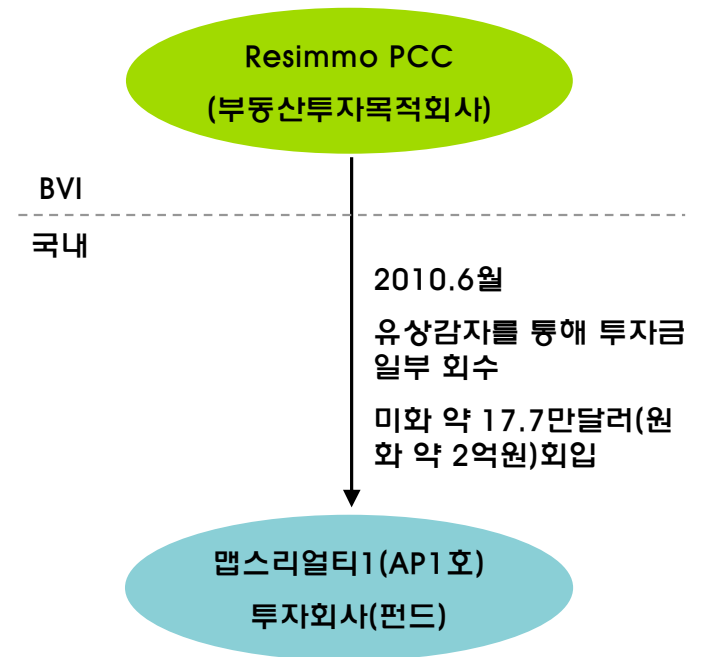 Resimmo PCC
(부동산투자목적회사)
BVI
국내
2010.6월
유상감자를 통해 투자금
일부 회수
미화 약 17.7만달러(원
화 약 2억원)회입
맵스리얼티1(AP1호)
투자회사(펀드)